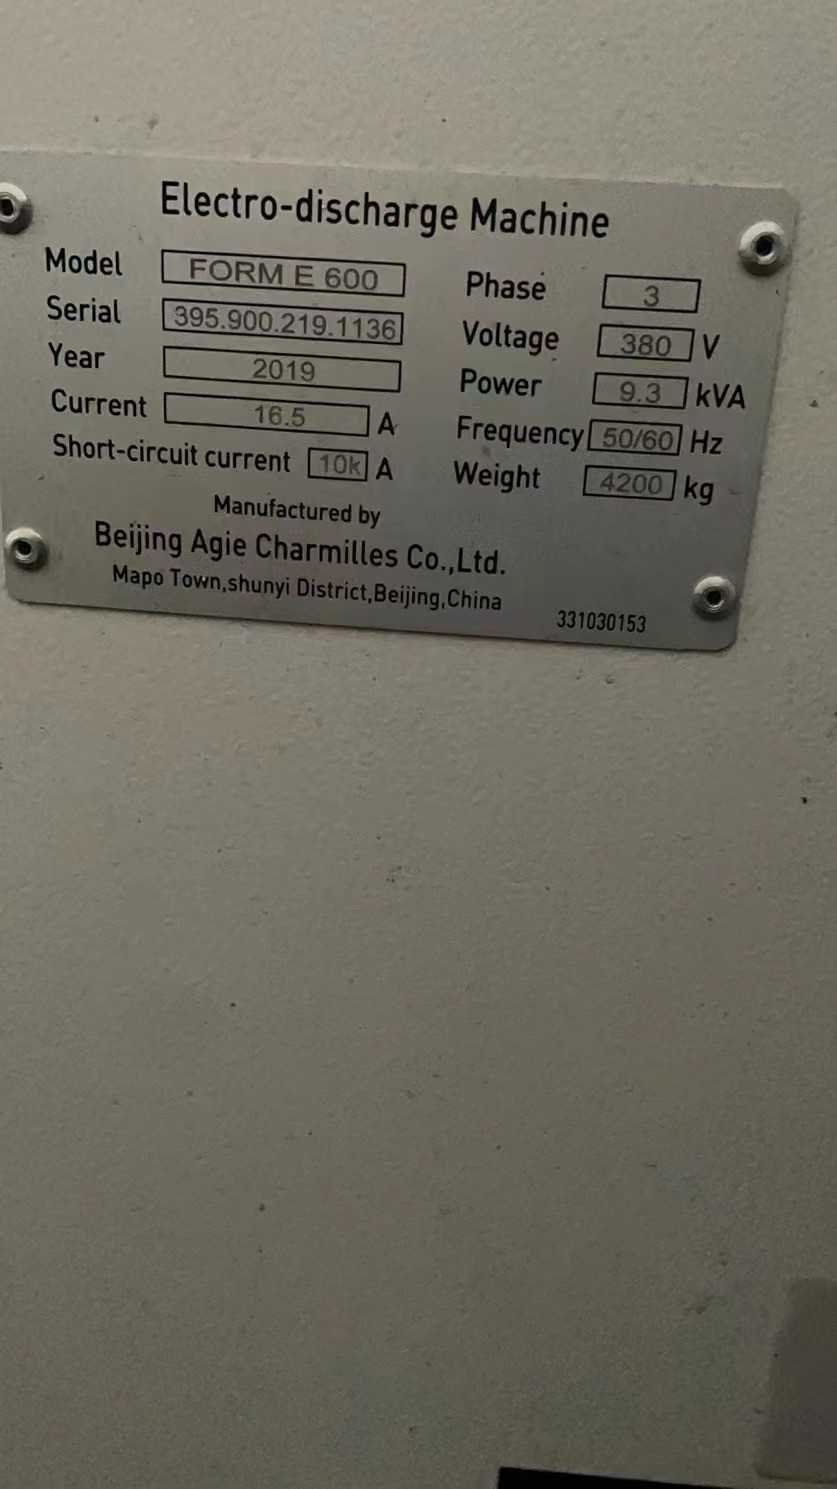 Electro-discharge Machine
Model FORM E 600
Serial 395.900.219.1136
Year 2019
Current 16.5 A
Short-circuit current 10k A
Phase 3
Voltage 380 V
Power 9.3 kVA
Frequency 50/60 Hz
Weight 4200 kg
Manufactured by
Beijing Agie Charmilles Co.,Ltd.
Mapo Town,shunyi District,Beijing,China
331030153